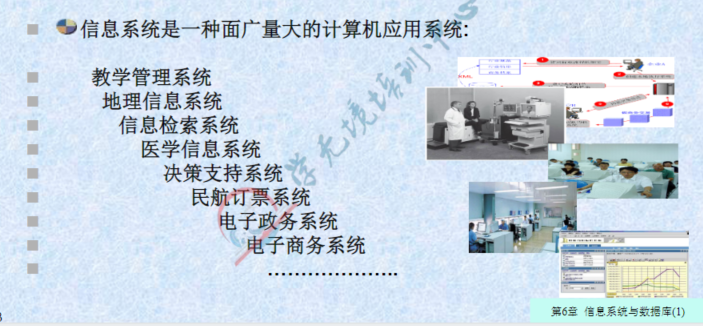 信息系统是一种面广量大的计算机应用系统:
教学管理系统
地理信息系统
信息检索系统
医学信息系统
决策支持系统
民航订票系统
电子政务系统
电子商务系统
………………..
第6章 信息系统与数据库(1)